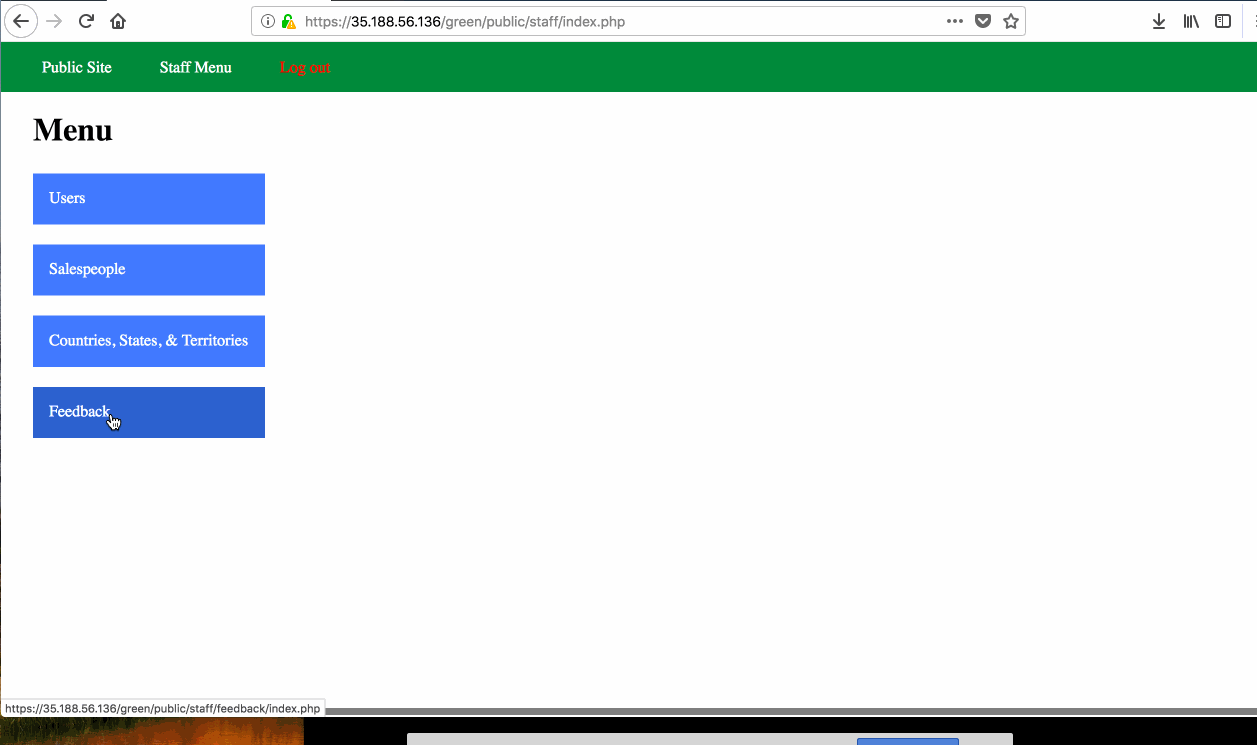 https://35.188.56.136/green/public/staff/index.php
Public Site Staff Menu Log out
Menu
Users
Salespeople
Countries, States, & Territories
Feedback
https://35.188.56.136/green/public/staff/feedback/index.php